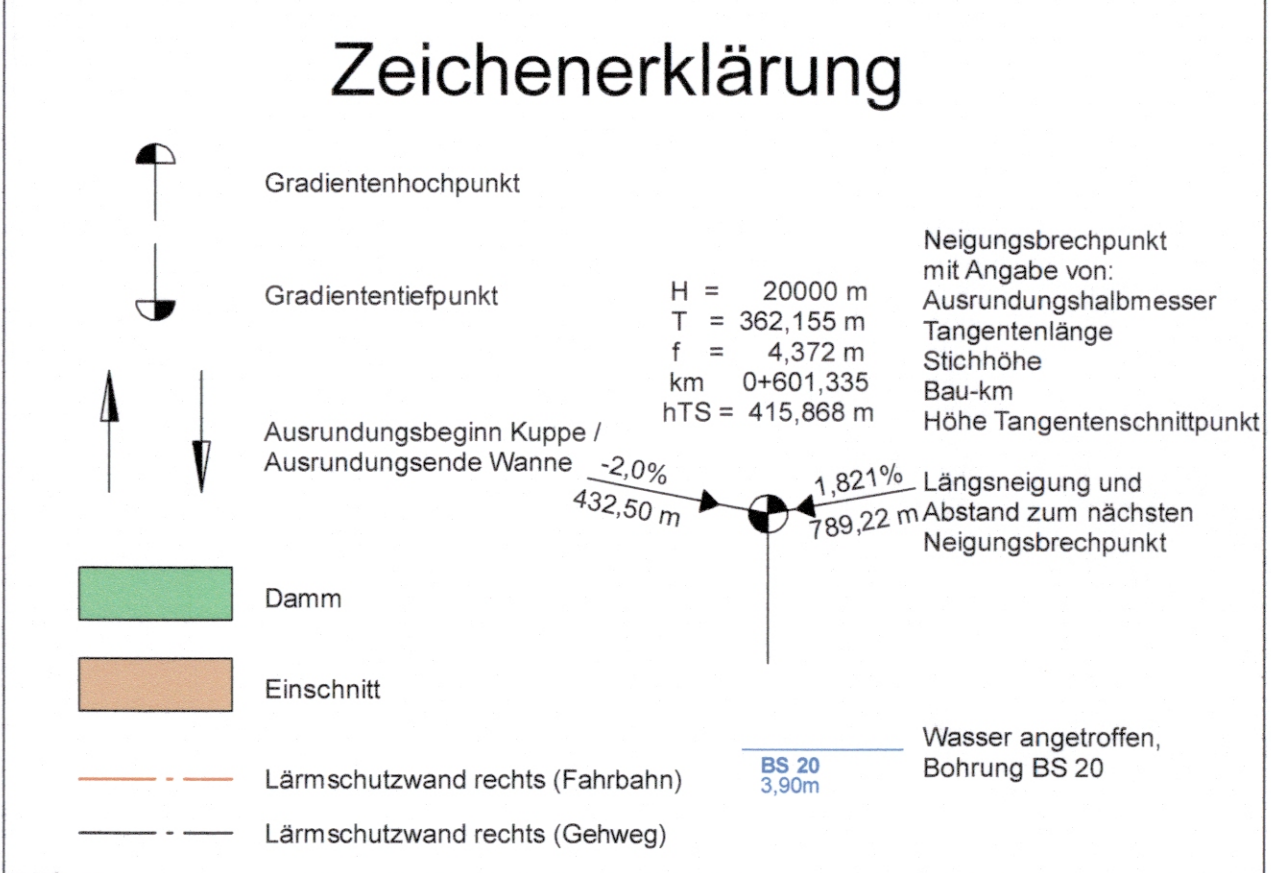 Zeichenerklärung
Gradientenhochpunkt
Gradiententiefpunkt
Ausrundungsbeginn Kuppe /
Ausrundungsende Wanne
Damm
Einschnitt
Lärmschutzwand rechts (Fahrbahn)
Lärmschutzwand rechts (Gehweg)
H = 20000 m
T = 362,155 m
f = 4,372 m
km 0+601,335
hTS = 415,868 m
Neigungsbrechpunkt
mit Angabe von:
Ausrundungshalbmesser
Tangentenlänge
Stichhöhe
Bau-km
Höhe Tangentenschnittpunkt
-2,0%
432,50 m
1,821%
789,22 m
Längsneigung und
Abstand zum nächsten
Neigungsbrechpunkt
BS 20
3,90m
Wasser angetroffen,
Bohrung BS 20